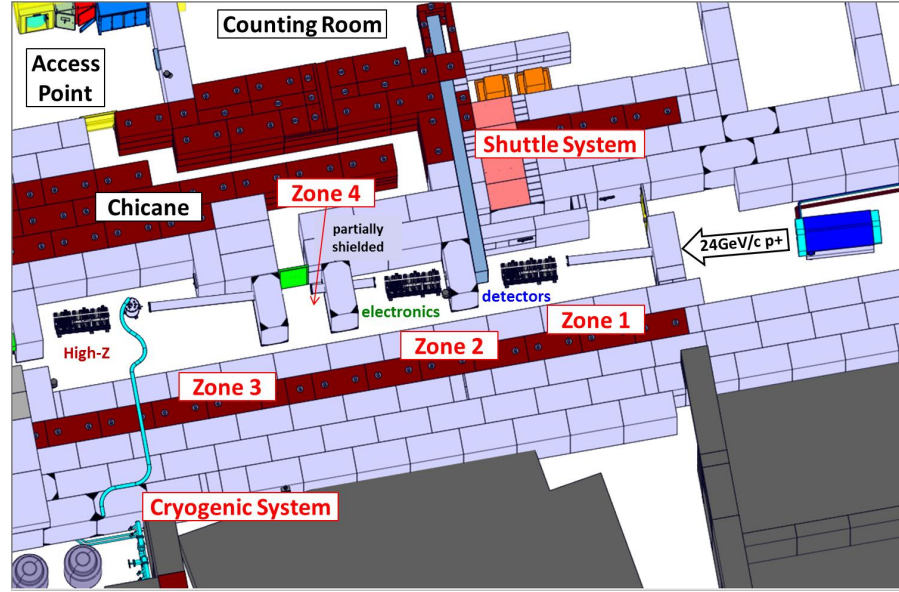 Counting Room
Access
Point
Shuttle System
Zone 4
Chicane
partially
shielded
24GeV/c p+
electronics
detectors
Zone 1
High-Z
Zone 2
Zone 3
Cryogenic System